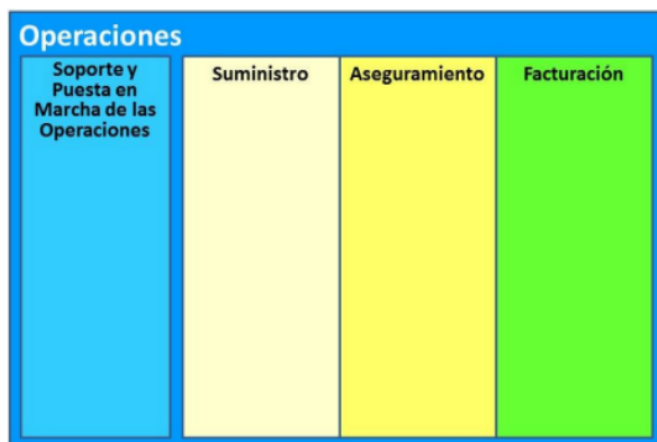 Operaciones
Soporte y
Puesta en
Marcha de las
Operaciones
Suministro
Aseguramiento
Facturación